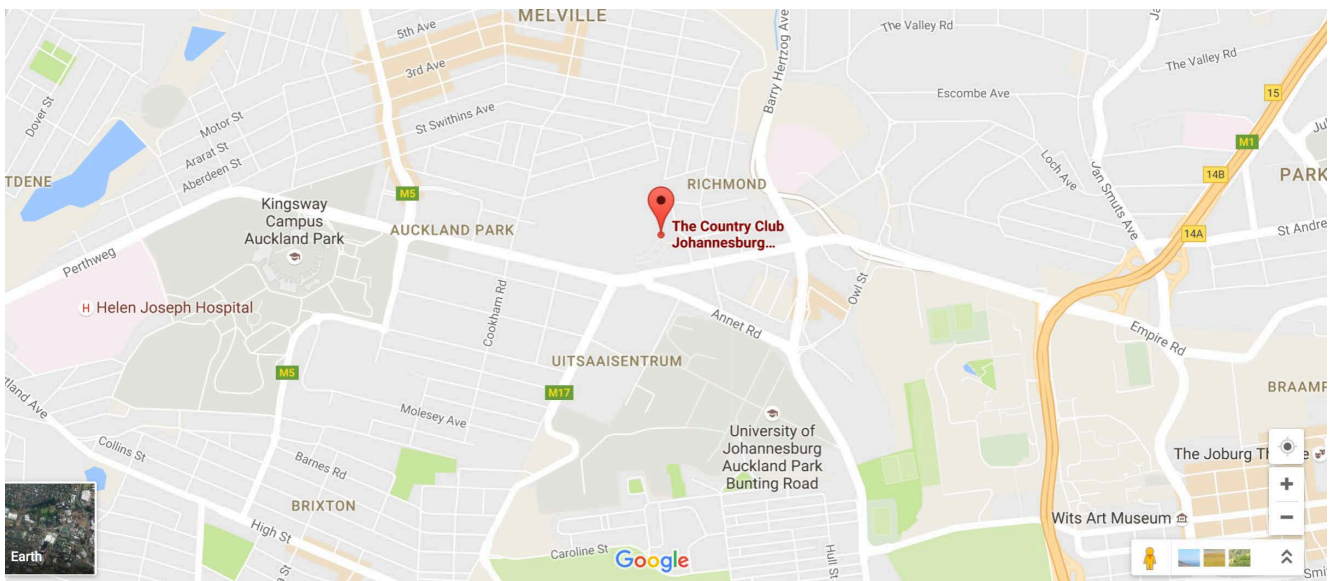 MELVILLE
5th Ave
3rd Ave
St Swithins Ave
Dover St
Motor St
Ararat St
Aberdeen St
TDENE
Barry Hertzog Ave
The Valley Rd
The Valley Rd
Escombe Ave
15
M1
14B
Loch Ave
Jan Smuts Ave
PARK
14A
St Andre
M5
RICHMOND
Kingsway
Campus
Auckland Park
AUCKLAND PARK
The Country Club
Johannesburg...
Perthweg
H Helen Joseph Hospital
Cookham Rd
Owl St
Annet Rd
Empire Rd
UITSAAISENTRUM
M5
M17
BRAAMF
rtland Ave
Molesey Ave
Collins St
Barnes Rd
University of
Johannesburg
Auckland Park
Bunting Road
The Joburg Th
BRIXTON
High St
Wits Art Museum
Caroline St
Google
Hull St
Earth
Smi